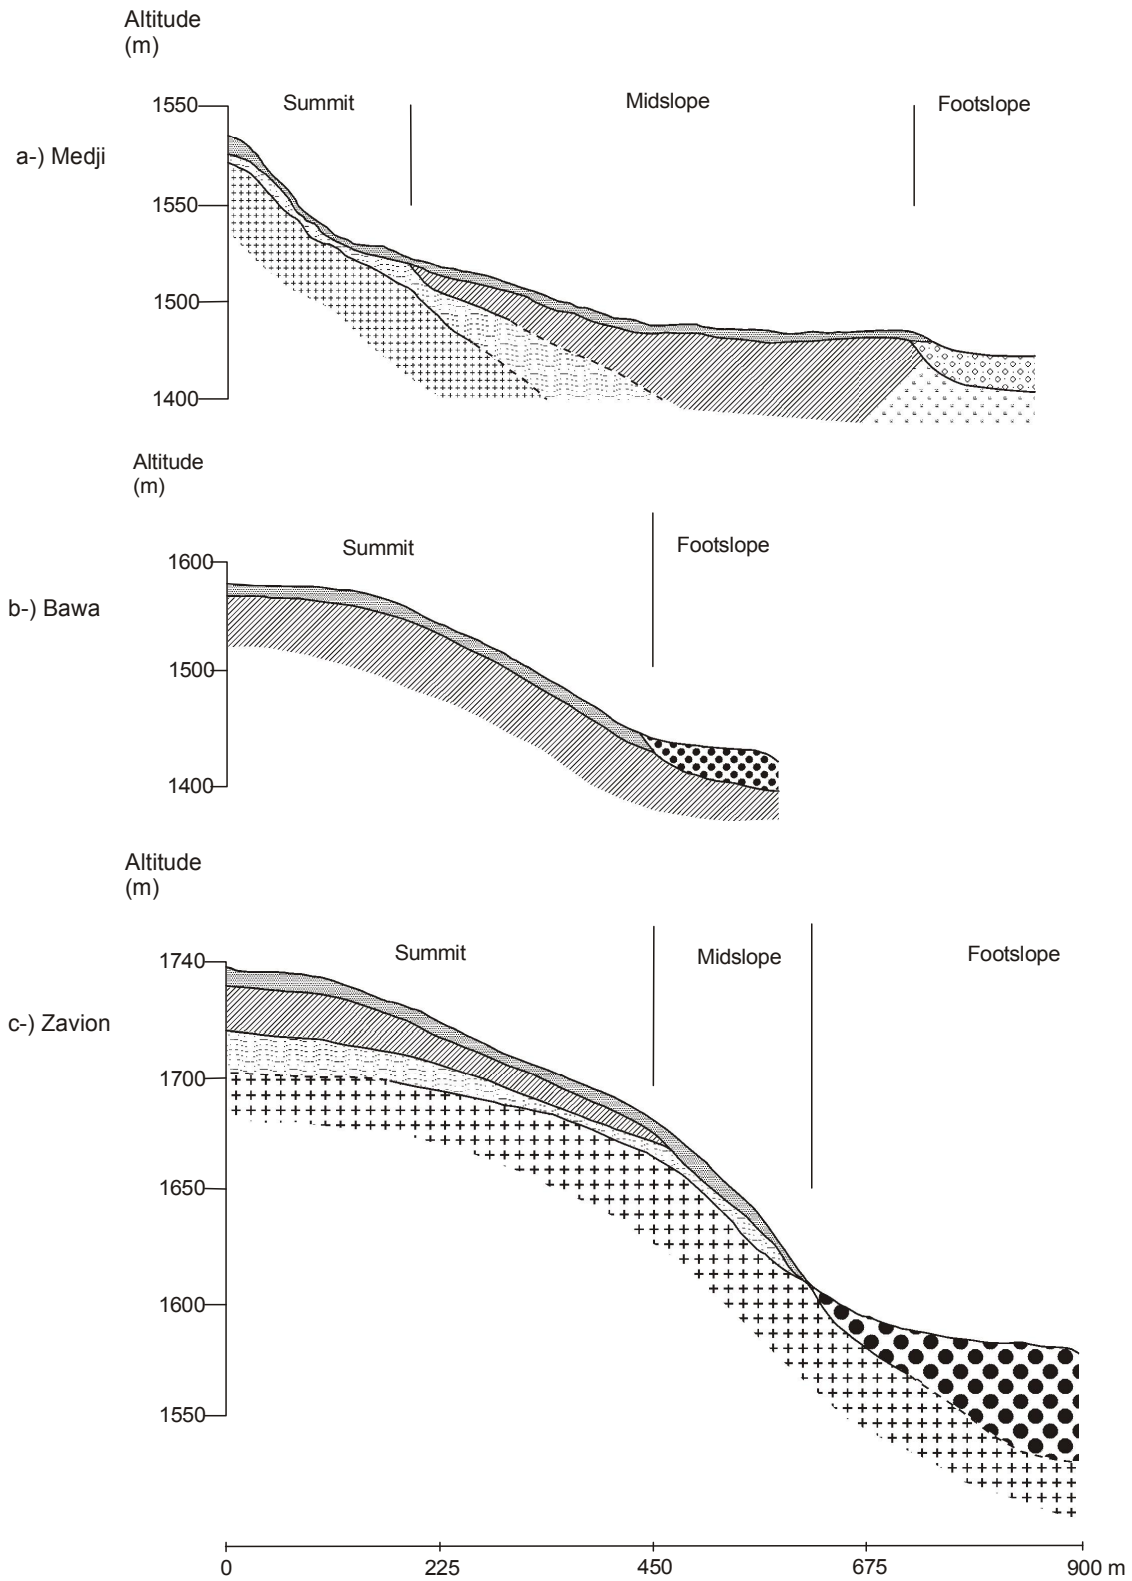 Altitude
(m)
1550
Summit
Midslope
Footslope
a-) Medji
1550
1500
1400
Altitude
(m)
1600
Summit
Footslope
b-) Bawa
1500
1400
Altitude
(m)
1740
Summit
Midslope
Footslope
c-) Zavion
1700
1650
1600
1550
0 225 450 675 900 m